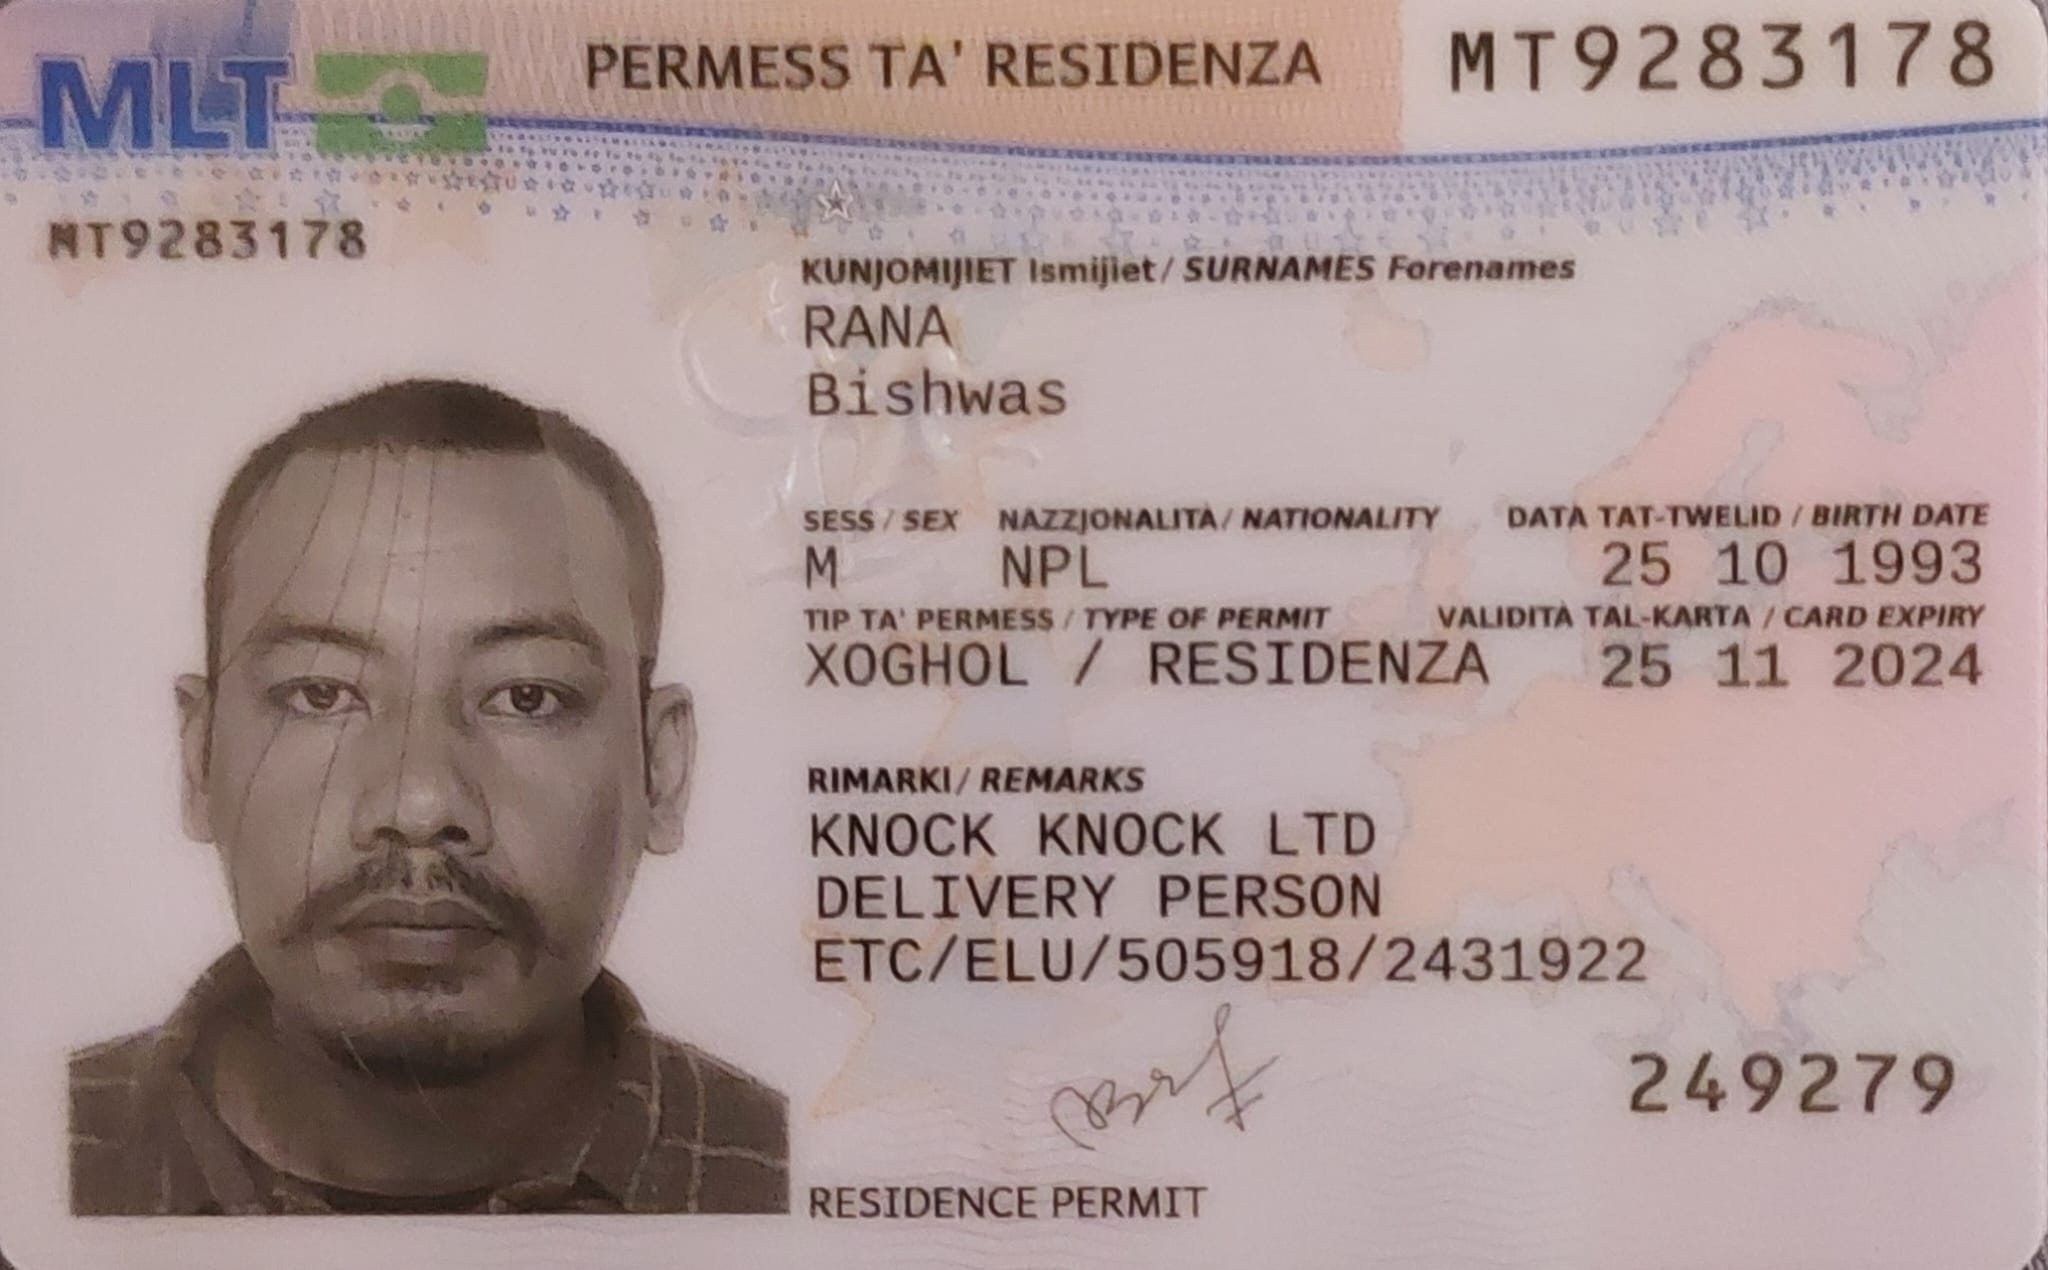 MLT PERMESS TA' RESIDENZA MT9283178
MT9283178
KUNJOMIJIET Ismijiet / SURNAMES Forenames
RANA
Bishwas
SESS / SEX NAZZJONALITÀ / NATIONALITY DATA TAT-TWELID / BIRTH DATE
M NPL 25 10 1993
TIP TA' PERMESS / TYPE OF PERMIT VALIDITÀ TAL-KARTA / CARD EXPIRY
XOGHOL / RESIDENZA 25 11 2024
RIMARKI / REMARKS
KNOCK KNOCK LTD
DELIVERY PERSON
ETC/ELU/505918/2431922
249279
RESIDENCE PERMIT